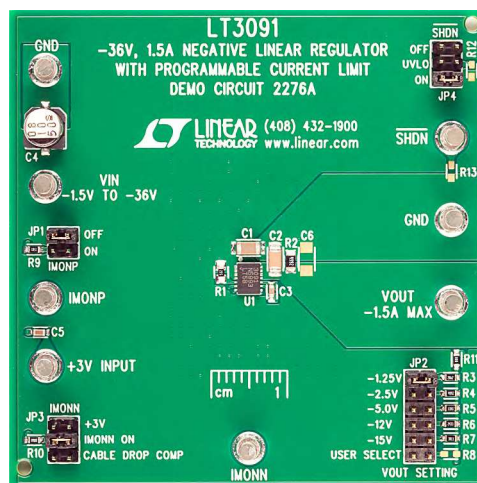 LT3091
-36V, 1.5A NEGATIVE LINEAR REGULATOR
WITH PROGRAMMABLE CURRENT LIMIT
DEMO CIRCUIT 2276A
LINEAR TECHNOLOGY
(408) 432-1900
www.linear.com
GND
C4
VIN
-1.5V TO -36V
JP1
OFF
ON
R9
IMONP
IMONP
C5
+3V INPUT
JP3
IMONN
+3V
IMONN ON
R10
CABLE DROP COMP
C1
C2
R2
C6
R1
U1
C3
cm 1
IMONN
SHDN
OFF
UVLO
ON
JP4
R12
SHDN
R13
GND
VOUT
-1.5A MAX
JP2
R11
-1.25V
R3
-2.5V
R4
-5.0V
R5
-12V
R6
-15V
R7
USER SELECT
R8
VOUT SETTING